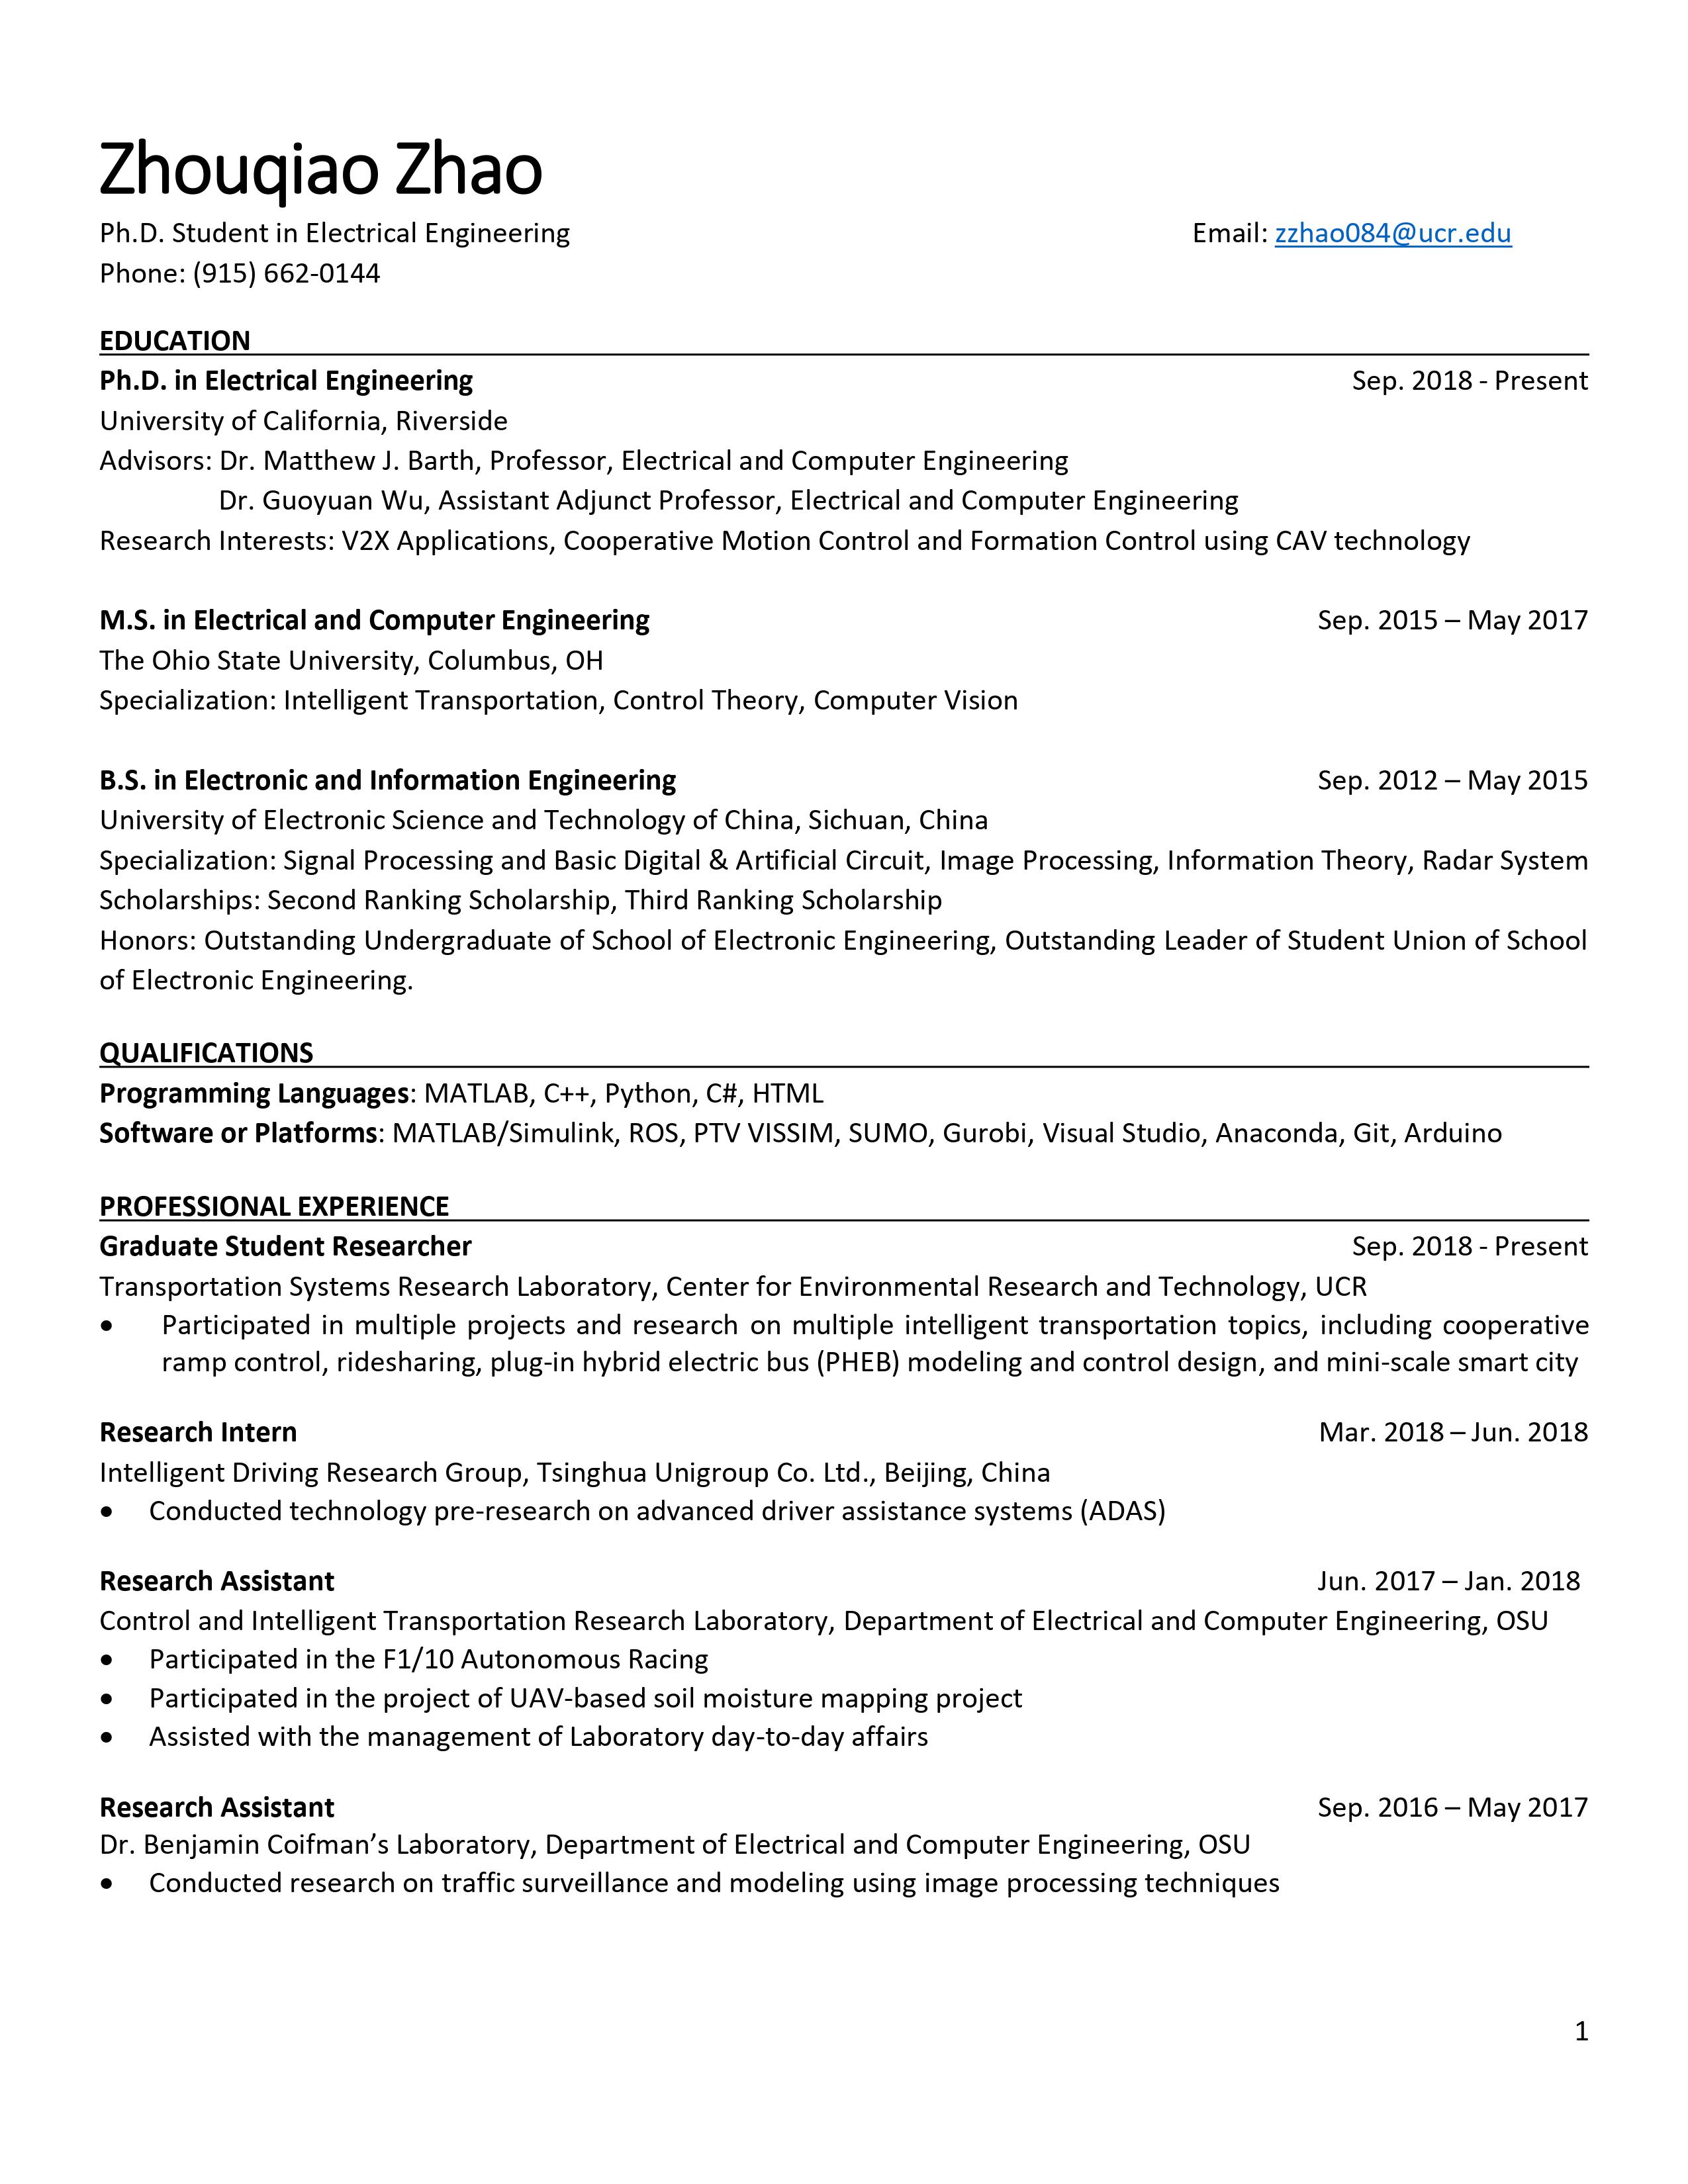 Zhouqiao Zhao
Ph.D. Student in Electrical Engineering Email: zzhao084@ucr.edu
Phone: (915) 662-0144
EDUCATION
Ph.D. in Electrical Engineering Sep. 2018 - Present
University of California, Riverside
Advisors: Dr. Matthew J. Barth, Professor, Electrical and Computer Engineering
Dr. Guoyuan Wu, Assistant Adjunct Professor, Electrical and Computer Engineering
Research Interests: V2X Applications, Cooperative Motion Control and Formation Control using CAV technology
M.S. in Electrical and Computer Engineering Sep. 2015 – May 2017
The Ohio State University, Columbus, OH
Specialization: Intelligent Transportation, Control Theory, Computer Vision
B.S. in Electronic and Information Engineering Sep. 2012 – May 2015
University of Electronic Science and Technology of China, Sichuan, China
Specialization: Signal Processing and Basic Digital & Artificial Circuit, Image Processing, Information Theory, Radar System
Scholarships: Second Ranking Scholarship, Third Ranking Scholarship
Honors: Outstanding Undergraduate of School of Electronic Engineering, Outstanding Leader of Student Union of School
of Electronic Engineering.
QUALIFICATIONS
Programming Languages: MATLAB, C++, Python, C#, HTML
Software or Platforms: MATLAB/Simulink, ROS, PTV VISSIM, SUMO, Gurobi, Visual Studio, Anaconda, Git, Arduino
PROFESSIONAL EXPERIENCE
Graduate Student Researcher Sep. 2018 - Present
Transportation Systems Research Laboratory, Center for Environmental Research and Technology, UCR
• Participated in multiple projects and research on multiple intelligent transportation topics, including cooperative
ramp control, ridesharing, plug-in hybrid electric bus (PHEB) modeling and control design, and mini-scale smart city
Research Intern Mar. 2018 – Jun. 2018
Intelligent Driving Research Group, Tsinghua Unigroup Co. Ltd., Beijing, China
• Conducted technology pre-research on advanced driver assistance systems (ADAS)
Research Assistant Jun. 2017 – Jan. 2018
Control and Intelligent Transportation Research Laboratory, Department of Electrical and Computer Engineering, OSU
• Participated in the F1/10 Autonomous Racing
• Participated in the project of UAV-based soil moisture mapping project
• Assisted with the management of Laboratory day-to-day affairs
Research Assistant Sep. 2016 – May 2017
Dr. Benjamin Coifman’s Laboratory, Department of Electrical and Computer Engineering, OSU
• Conducted research on traffic surveillance and modeling using image processing techniques
1